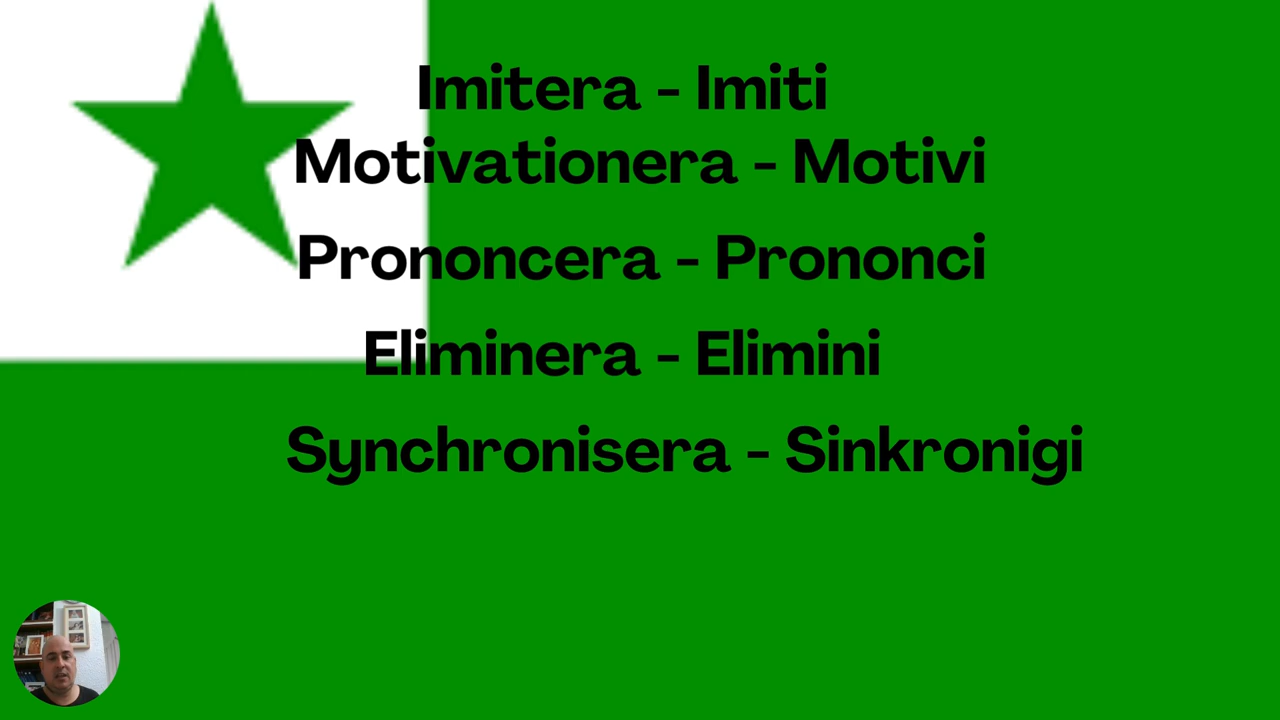 Imitera - Imiti
Motivationera - Motivi
Prononcera - Prononci
Eliminera - Elimini
Synchronisera - Sinkronigi